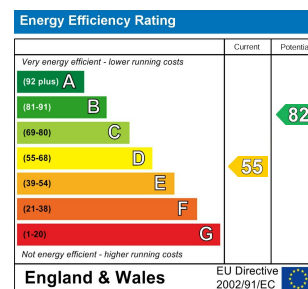 Energy Efficiency Rating
Current Potentia
Very energy efficient - lower running costs
(92 plus) A
(81-91) B
82
(69-80) C
(55-68) D
55
(39-54) E
(21-38) F
(1-20) G
Not energy efficient - higher running costs
England & Wales
EU Directive
2002/91/EC